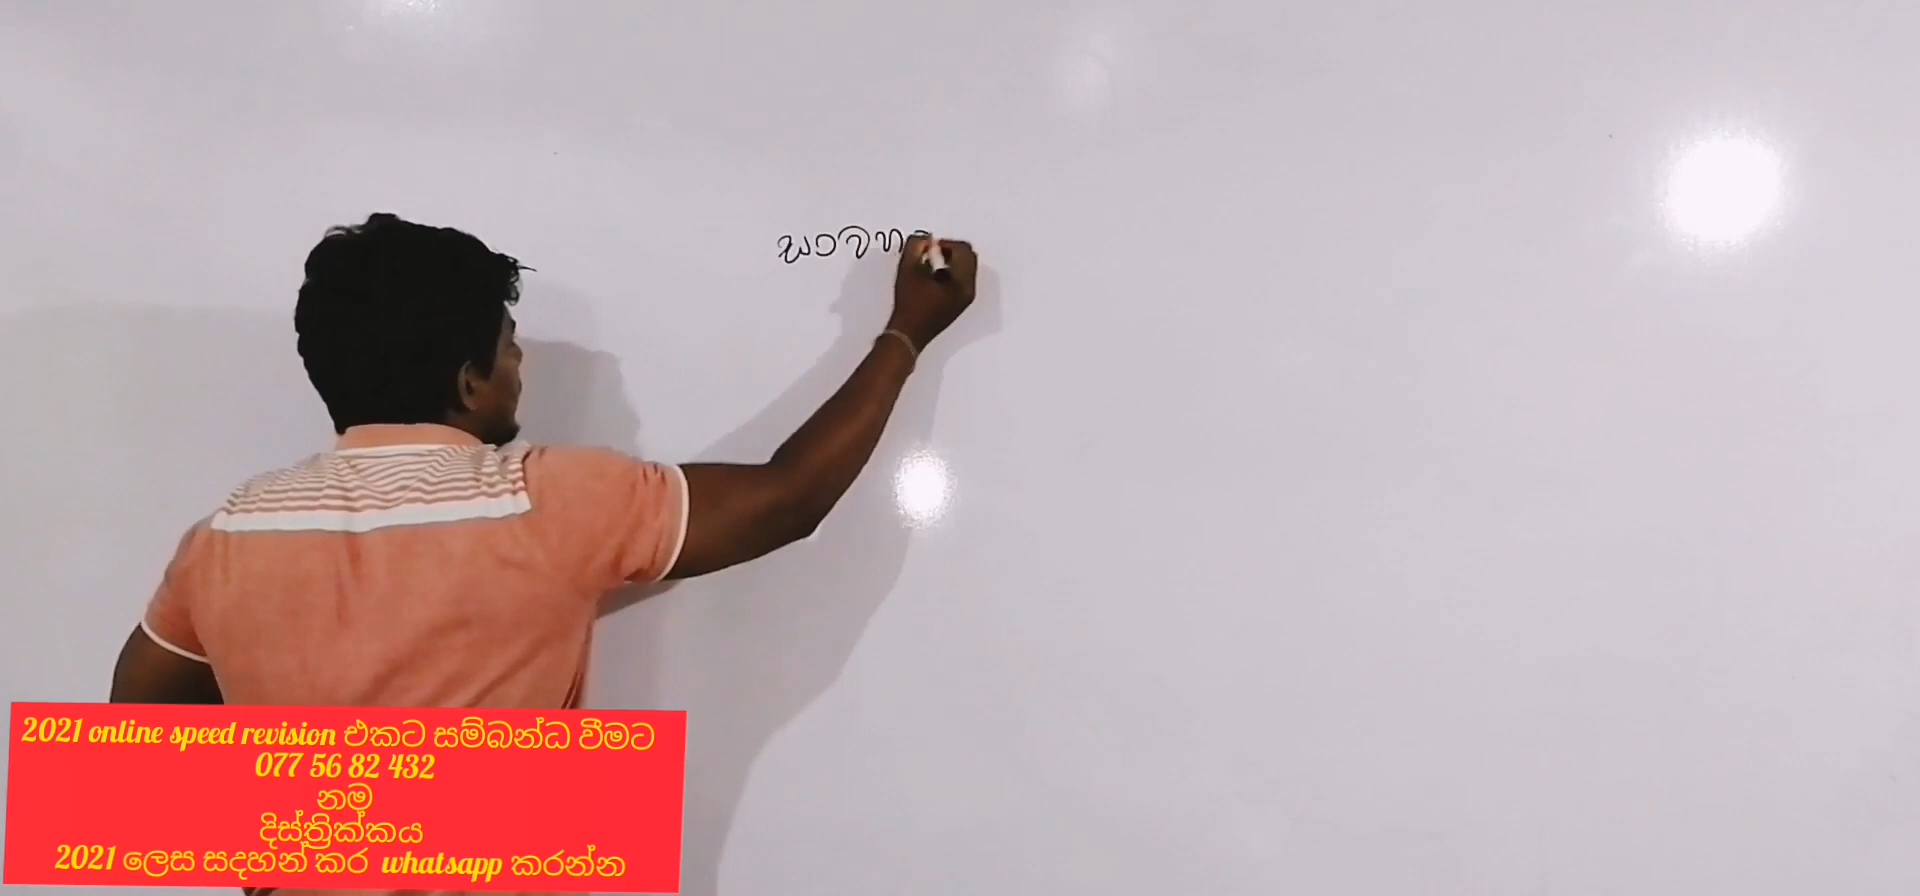 සංවහ
2021 online speed revision එකට සම්බන්ධ වීමට
077 56 82 432
නම
දිස්ත්‍රික්කය
2021 ලෙස සදහන් කර whatsapp කරන්න